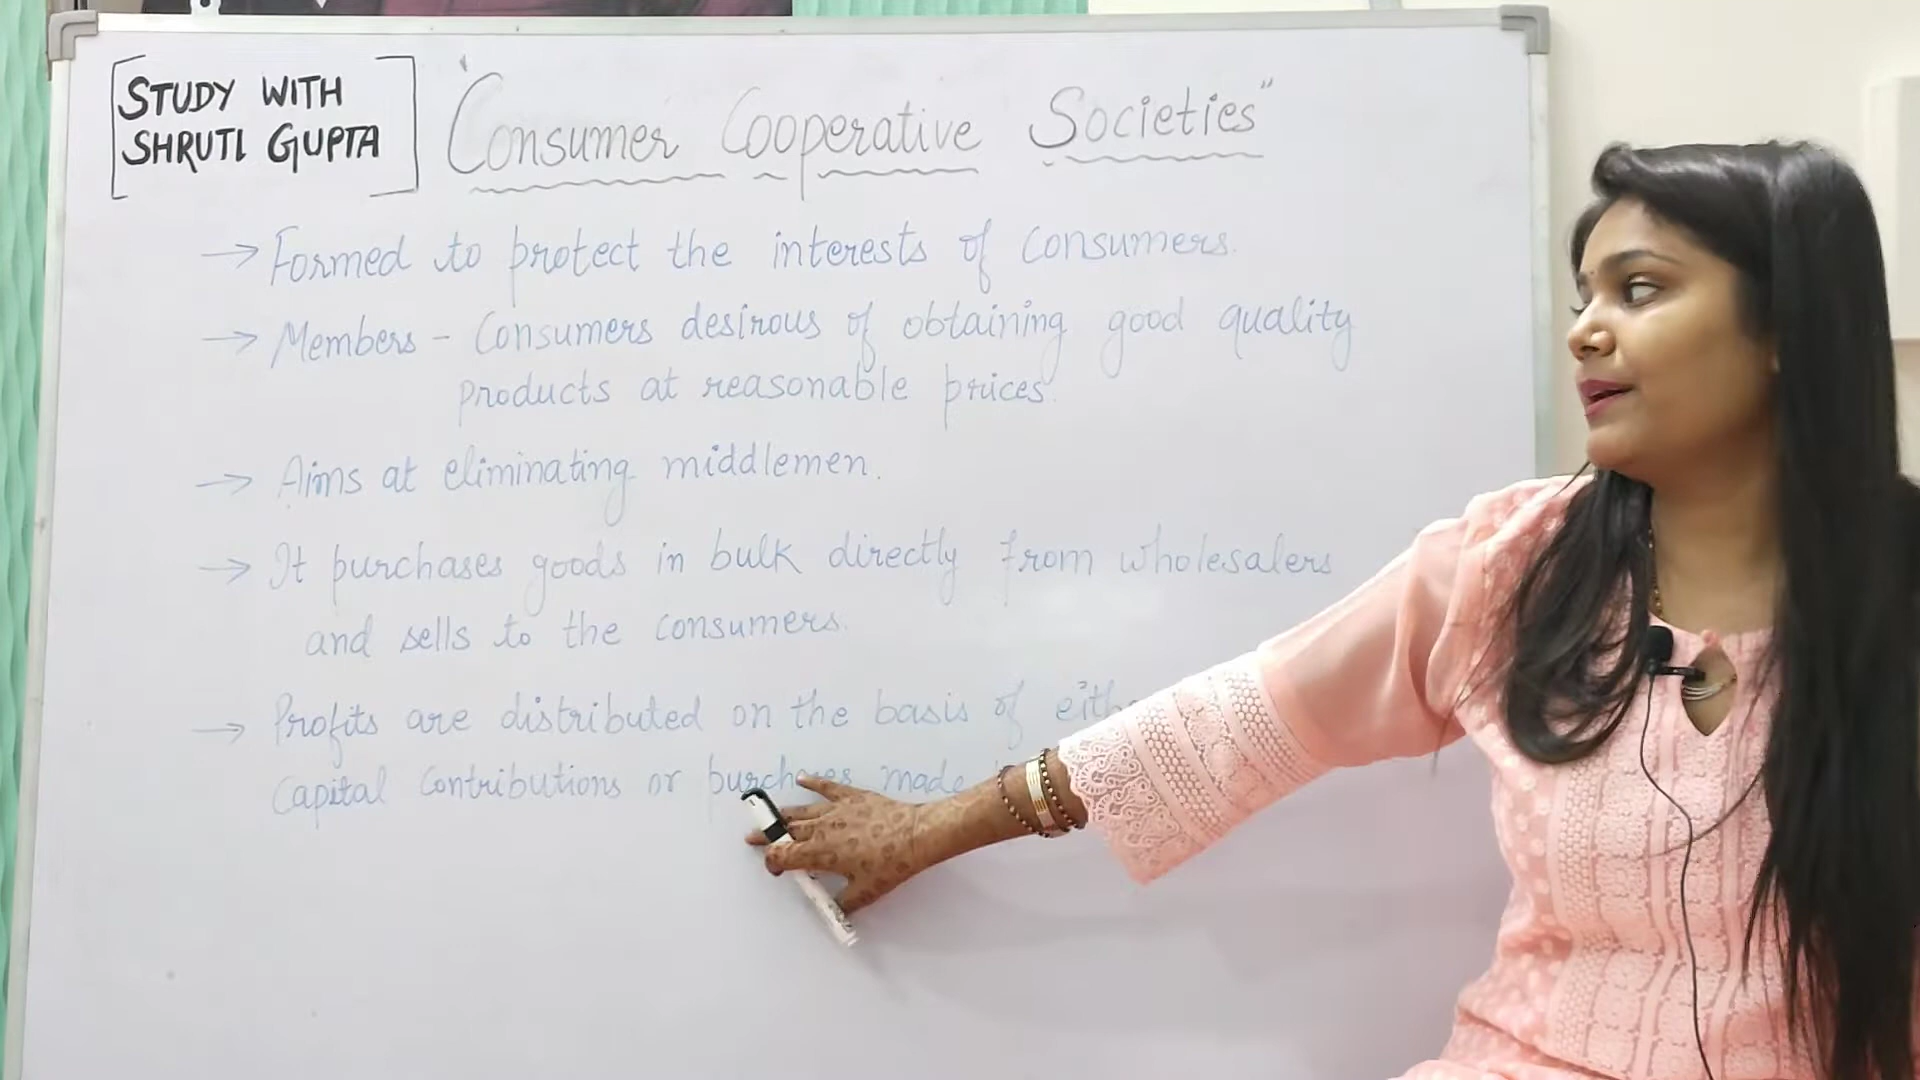 STUDY WITH
SHRUTI GUPTA
"Consumer Cooperative Societies"
→ Formed to protect the interests of consumers.
→ Members - Consumers desirous of obtaining good quality
products at reasonable prices.
→ Aims at eliminating middlemen.
→ It purchases goods in bulk directly from wholesalers
and sells to the consumers.
→ Profits are distributed on the basis of
Capital Contributions or purchases made